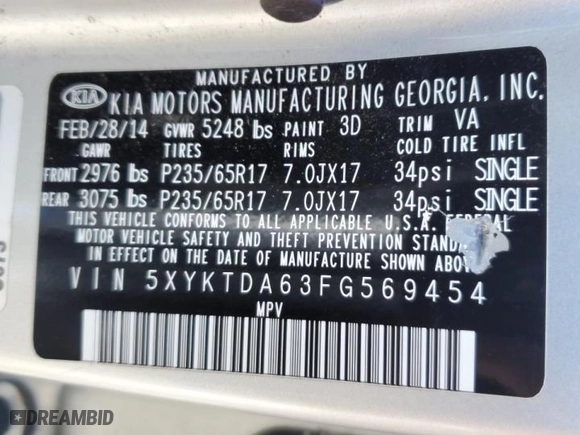 MANUFACTURED BY
KIA KIA MOTORS MANUFACTURING GEORGIA, INC.
FEB/28/14 GVWR 5248 lbs PAINT 3D TRIM VA
GAWR TIRES RIMS COLD TIRE INFL
FRONT 2976 lbs P235/65R17 7.0JX17 34psi SINGLE
REAR 3075 lbs P235/65R17 7.0JX17 34psi SINGLE
THIS VEHICLE CONFORMS TO ALL APPLICABLE U.S.A. FEDERAL
MOTOR VEHICLE SAFETY AND THEFT PREVENTION
IN EFFECT ON THE DATE OF MANUFACTURE SHOWN ABOVE.
VIN 5XYKTDA63FG569454
MPV
DREAMBID